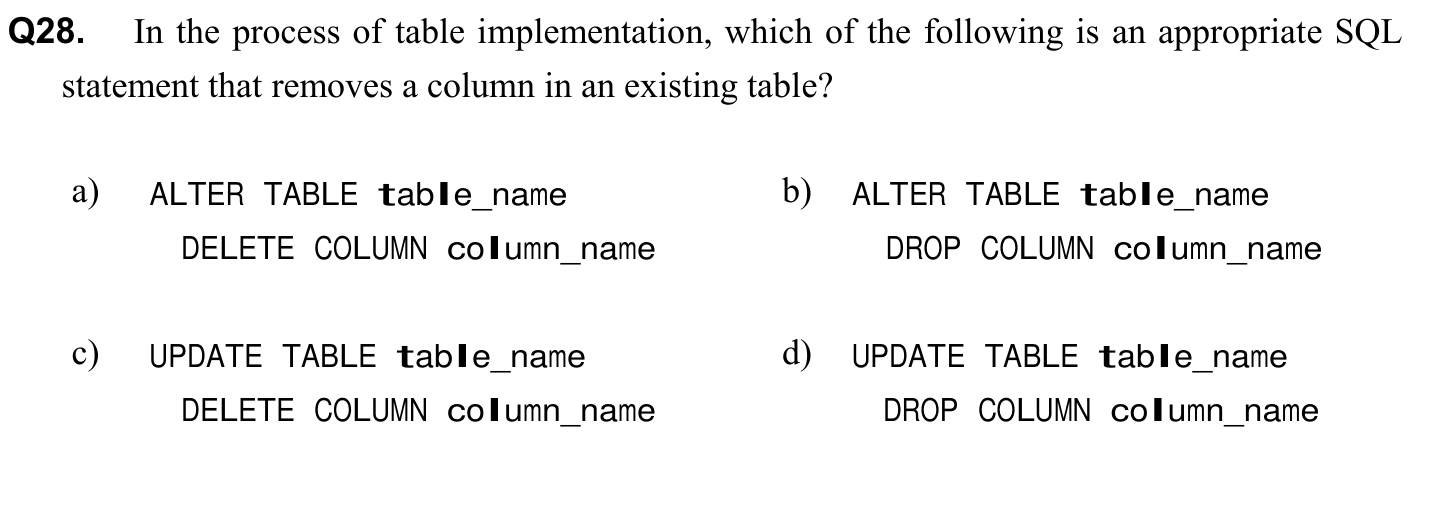 Q28. In the process of table implementation, which of the following is an appropriate SQL
statement that removes a column in an existing table?
a) ALTER TABLE table_name
DELETE COLUMN column_name
b) ALTER TABLE table_name
DROP COLUMN column_name
c) UPDATE TABLE table_name
DELETE COLUMN column_name
d) UPDATE TABLE table_name
DROP COLUMN column_name